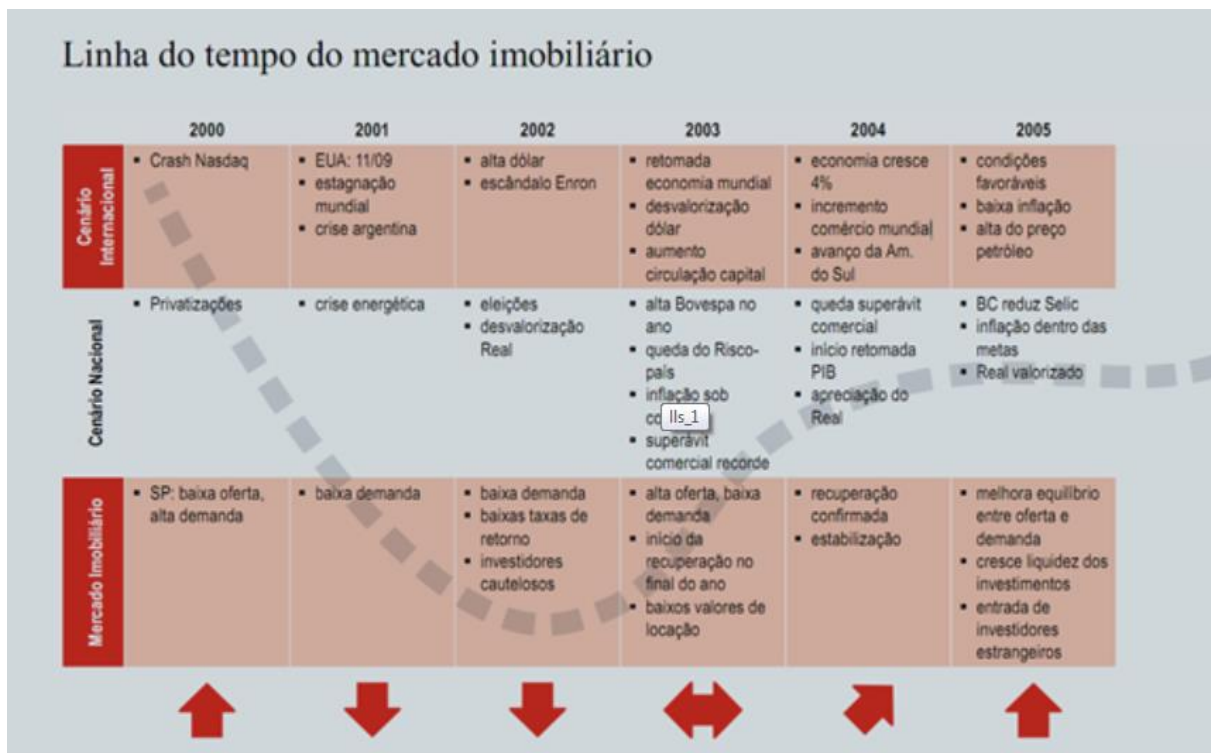 Linha do tempo do mercado imobiliário
2000 2001 2002 2003 2004 2005
Cenário
Internacional
▪ Crash Nasdaq
▪ EUA: 11/09
▪ estagnação
mundial
▪ crise argentina
▪ alta dólar
▪ escândalo Enron
▪ retomada
economia mundial
▪ desvalorização
dólar
▪ aumento
circulação capital
▪ economia cresce
4%
▪ incremento
comércio mundial
▪ avanço da Am.
do Sul
▪ condições
favoráveis
▪ baixa inflação
▪ alta do preço
petróleo
Cenário Nacional
▪ Privatizações
▪ crise energética
▪ eleições
▪ desvalorização
Real
▪ alta Bovespa no
ano
▪ queda do Risco-
país
▪ inflação sob
lls_1
▪ superávit
comercial recorde
▪ queda superávit
comercial
▪ início retomada
PIB
▪ apreciação do
Real
▪ BC reduz Selic
▪ inflação dentro das
metas
▪ Real valorizado
Mercado Imobiliário
▪ SP: baixa oferta,
alta demanda
▪ baixa demanda
▪ baixa demanda
▪ baixas taxas de
retorno
▪ investidores
cautelosos
▪ alta oferta, baixa
demanda
▪ início da
recuperação no
final do ano
▪ baixos valores de
locação
▪ recuperação
confirmada
▪ estabilização
▪ melhora equilíbrio
entre oferta e
demanda
▪ cresce liquidez dos
investimentos
▪ entrada de
investidores
estrangeiros